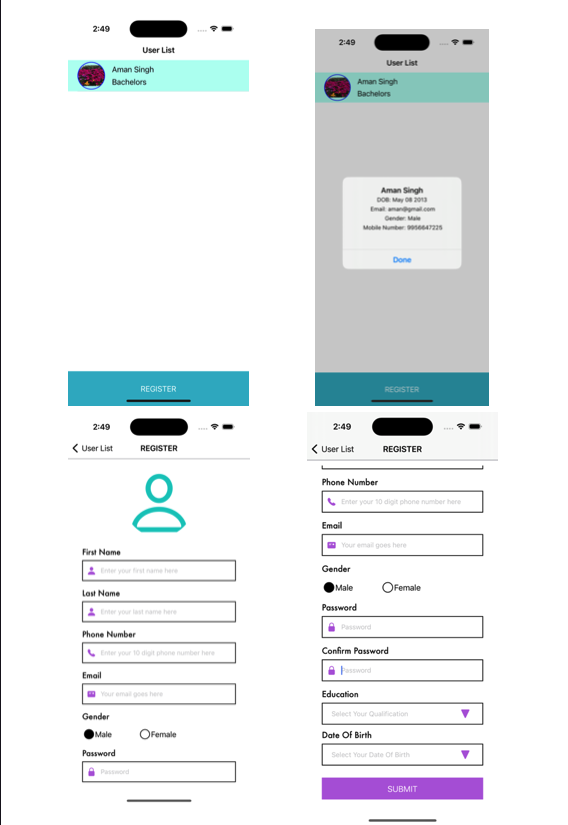 2:49
User List
Aman Singh
Bachelors
REGISTER
2:49
User List
Aman Singh
Bachelors
Aman Singh
DOB: May 08 2013
Email: aman@gmail.com
Gender: Male
Mobile Number: 9956647225
Done
REGISTER
2:49
User List
REGISTER
First Name
Enter your first name here
Last Name
Enter your last name here
Phone Number
Enter your 10 digit phone number here
Email
Your email goes here
Gender
Male Female
Password
Password
2:49
User List
REGISTER
Phone Number
Enter your 10 digit phone number here
Email
Your email goes here
Gender
Male Female
Password
Password
Confirm Password
Password
Education
Select Your Qualification
Date Of Birth
Select Your Date Of Birth
SUBMIT